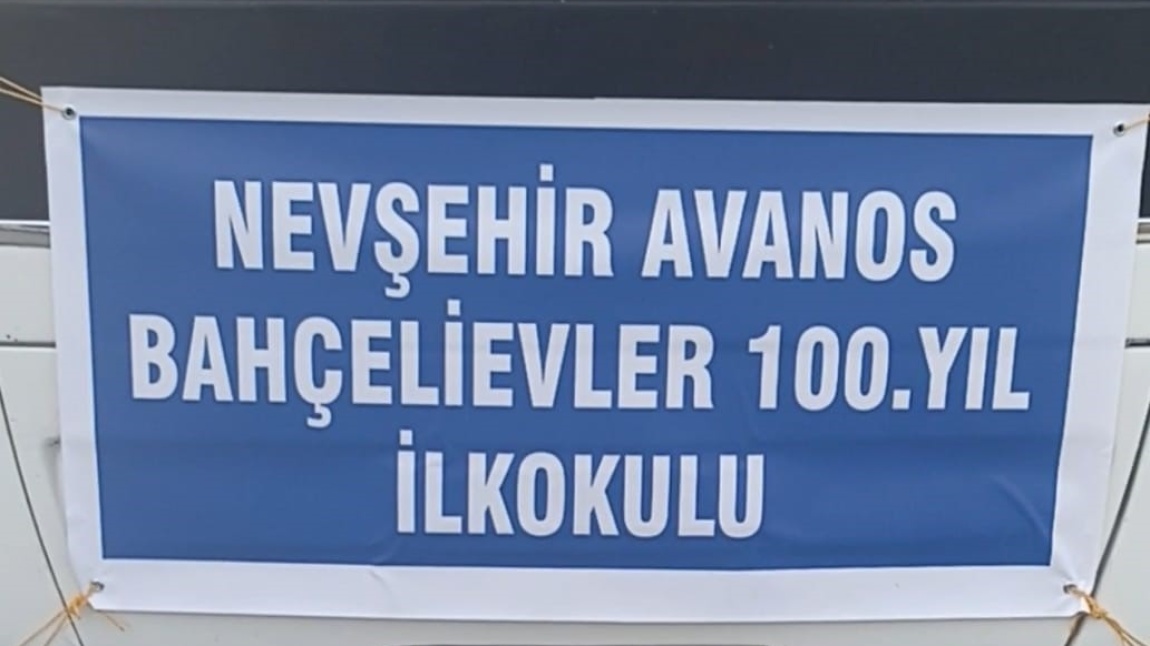 NEVŞEHİR AVANOS
BAHÇELİEVLER 100.YIL
İLKOKULU